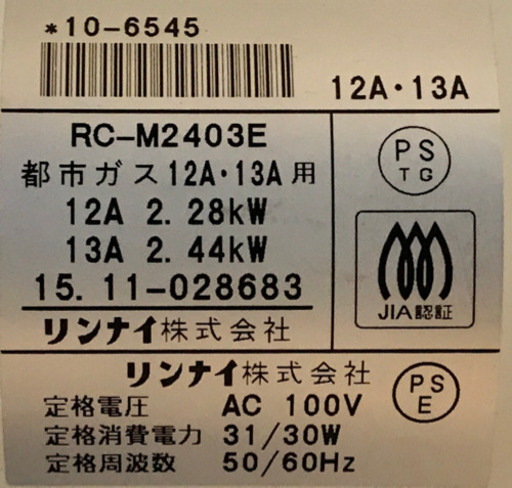 *10-6545
12A・13A
RC-M2403E
都市ガス12A・13A用
12A 2.28kW
13A 2.44kW
15.11-028683
リンナイ株式会社
PS
TG
JIA認証
リンナイ株式会社
定格電圧 AC 100V
定格消費電力 31/30W
定格周波数 50/60Hz
PS
E